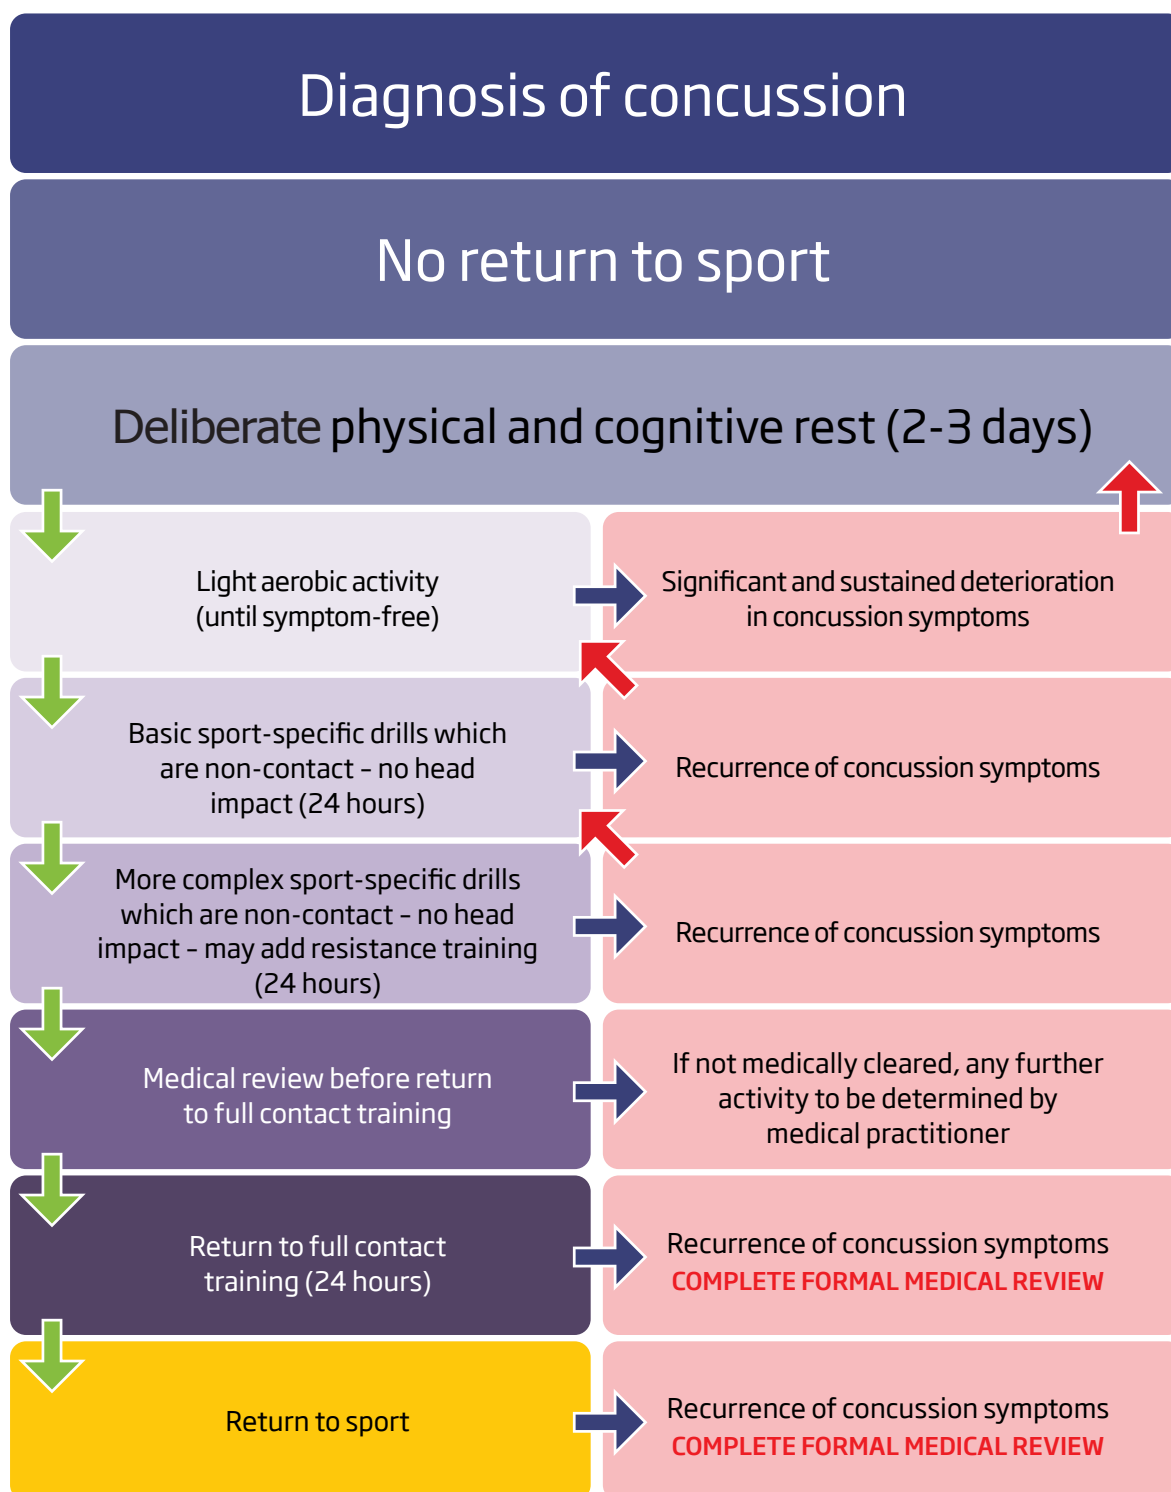 Diagnosis of concussion
No return to sport
Deliberate physical and cognitive rest (2-3 days)
Light aerobic activity
(until symptom-free)
Significant and sustained deterioration
in concussion symptoms
Basic sport-specific drills which
are non-contact – no head
impact (24 hours)
Recurrence of concussion symptoms
More complex sport-specific drills
which are non-contact – no head
impact – may add resistance training
(24 hours)
Recurrence of concussion symptoms
Medical review before return
to full contact training
If not medically cleared, any further
activity to be determined by
medical practitioner
Return to full contact
training (24 hours)
Recurrence of concussion symptoms
COMPLETE FORMAL MEDICAL REVIEW
Return to sport
Recurrence of concussion symptoms
COMPLETE FORMAL MEDICAL REVIEW